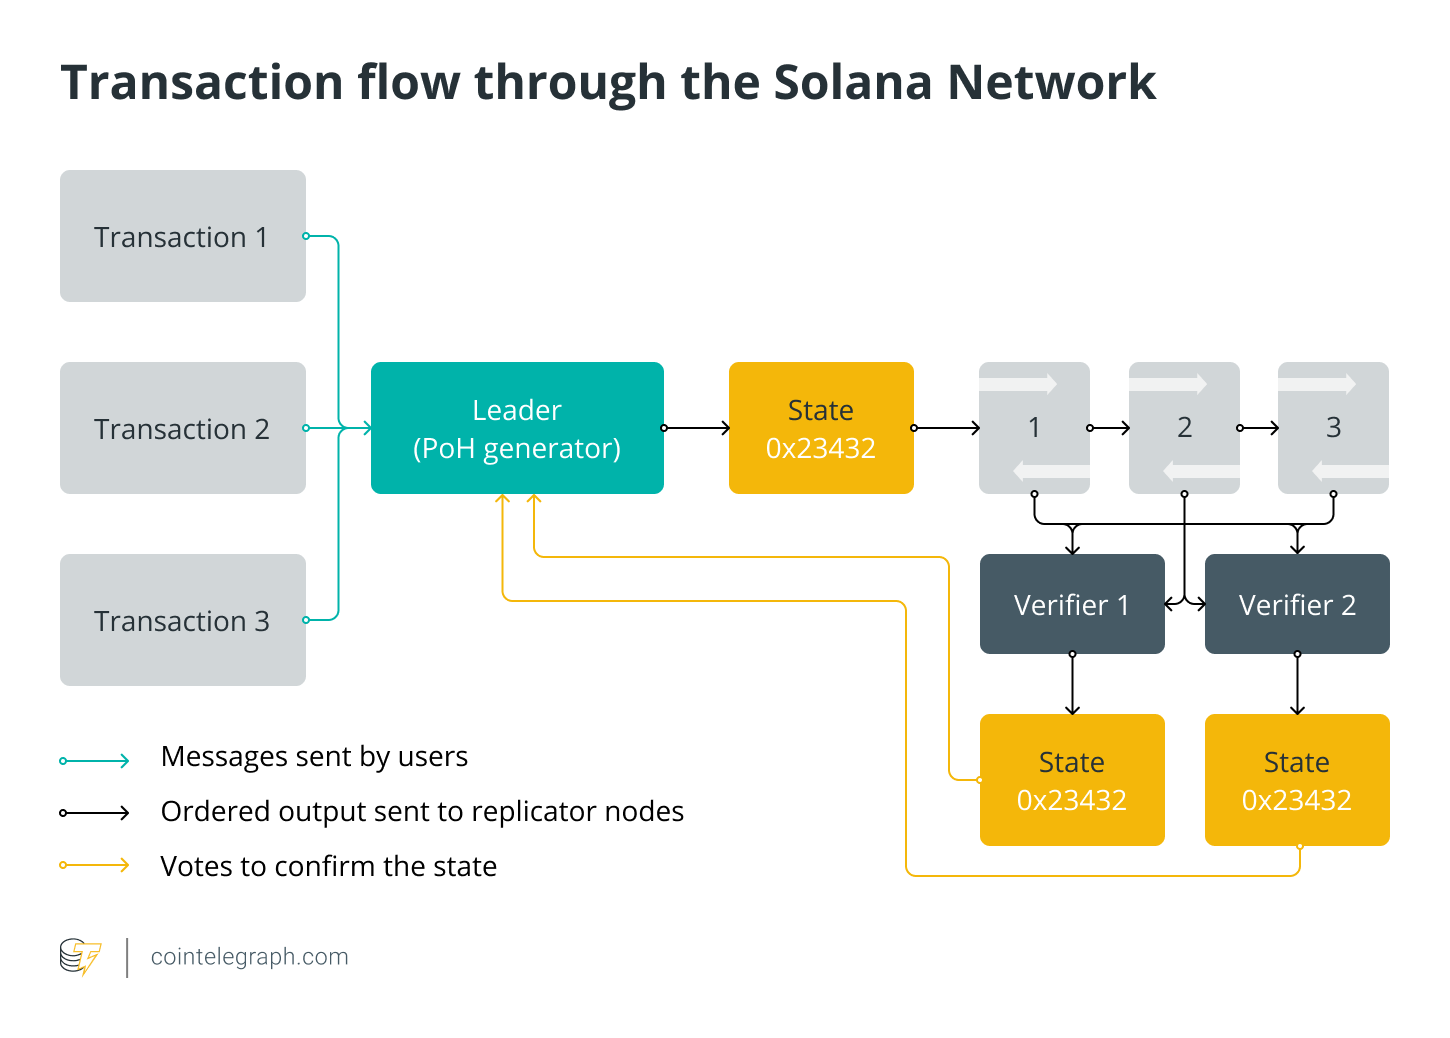 Transaction flow through the Solana Network
Transaction 1
Transaction 2
Transaction 3
Leader
(PoH generator)
State
0x23432
1
2
3
Verifier 1
Verifier 2
State
0x23432
State
0x23432
Messages sent by users
Ordered output sent to replicator nodes
Votes to confirm the state
cointelegraph.com